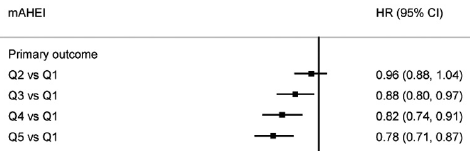 mAHEI HR (95% CI)
Primary outcome
Q2 vs Q1 0.96 (0.88, 1.04)
Q3 vs Q1 0.88 (0.80, 0.97)
Q4 vs Q1 0.82 (0.74, 0.91)
Q5 vs Q1 0.78 (0.71, 0.87)